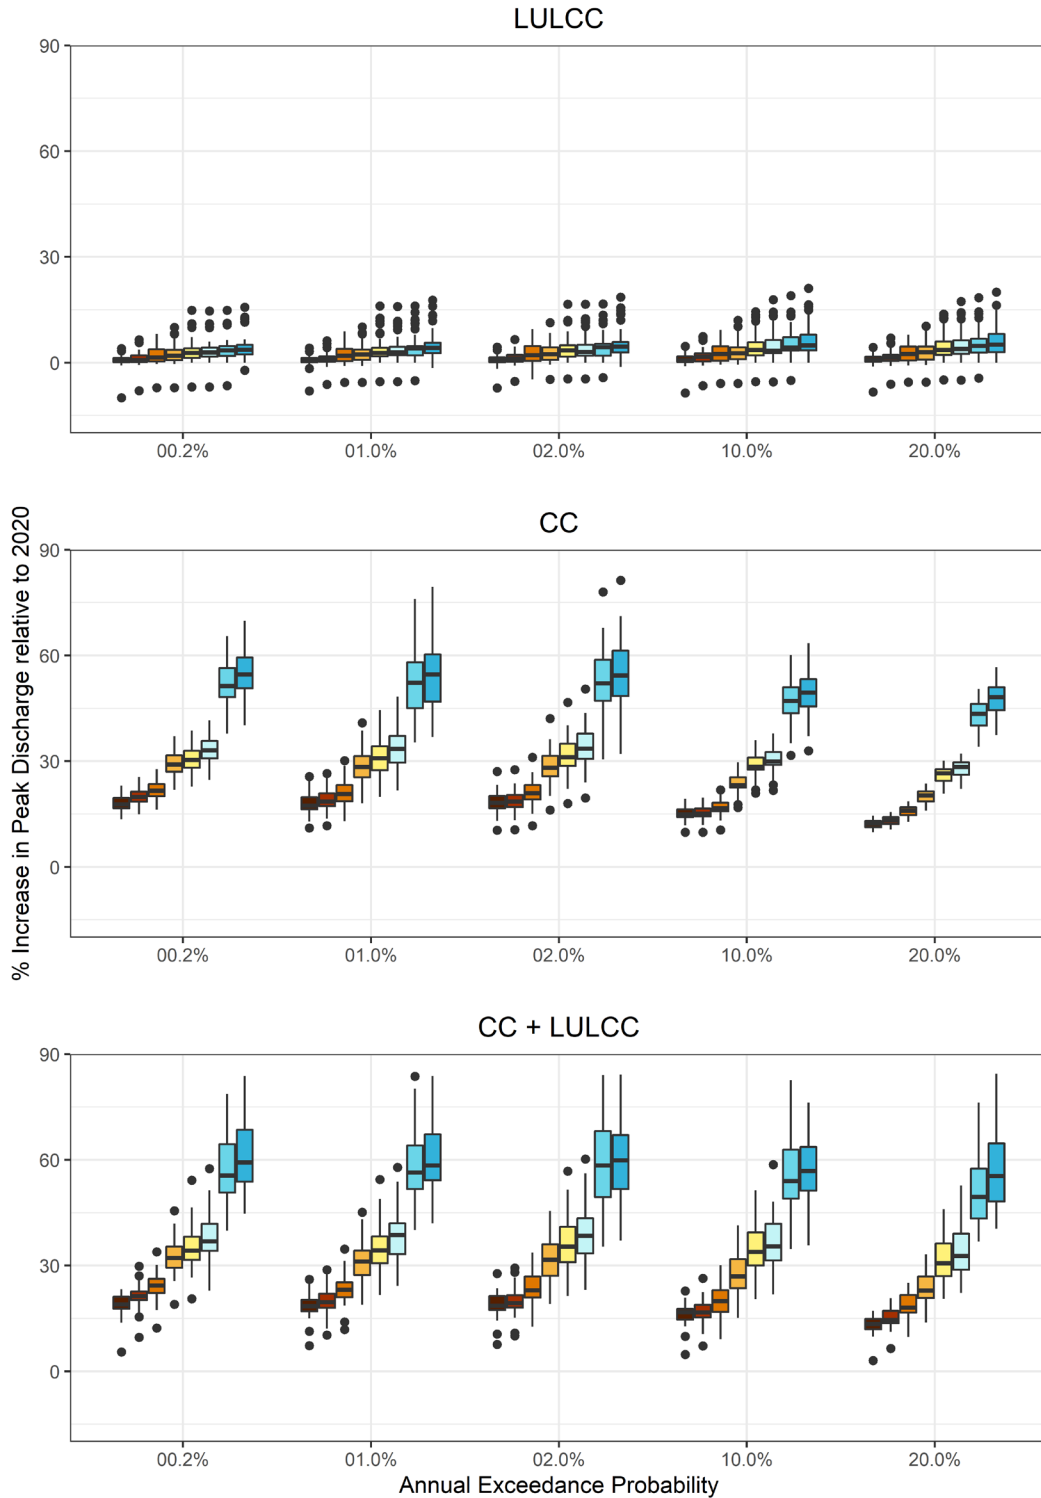 LULCC
90
60
30
0
00.2% 01.0% 02.0% 10.0% 20.0%
% Increase in Peak Discharge relative to 2020
CC
90
60
30
0
00.2% 01.0% 02.0% 10.0% 20.0%
CC + LULCC
90
60
30
0
00.2% 01.0% 02.0% 10.0% 20.0%
Annual Exceedance Probability